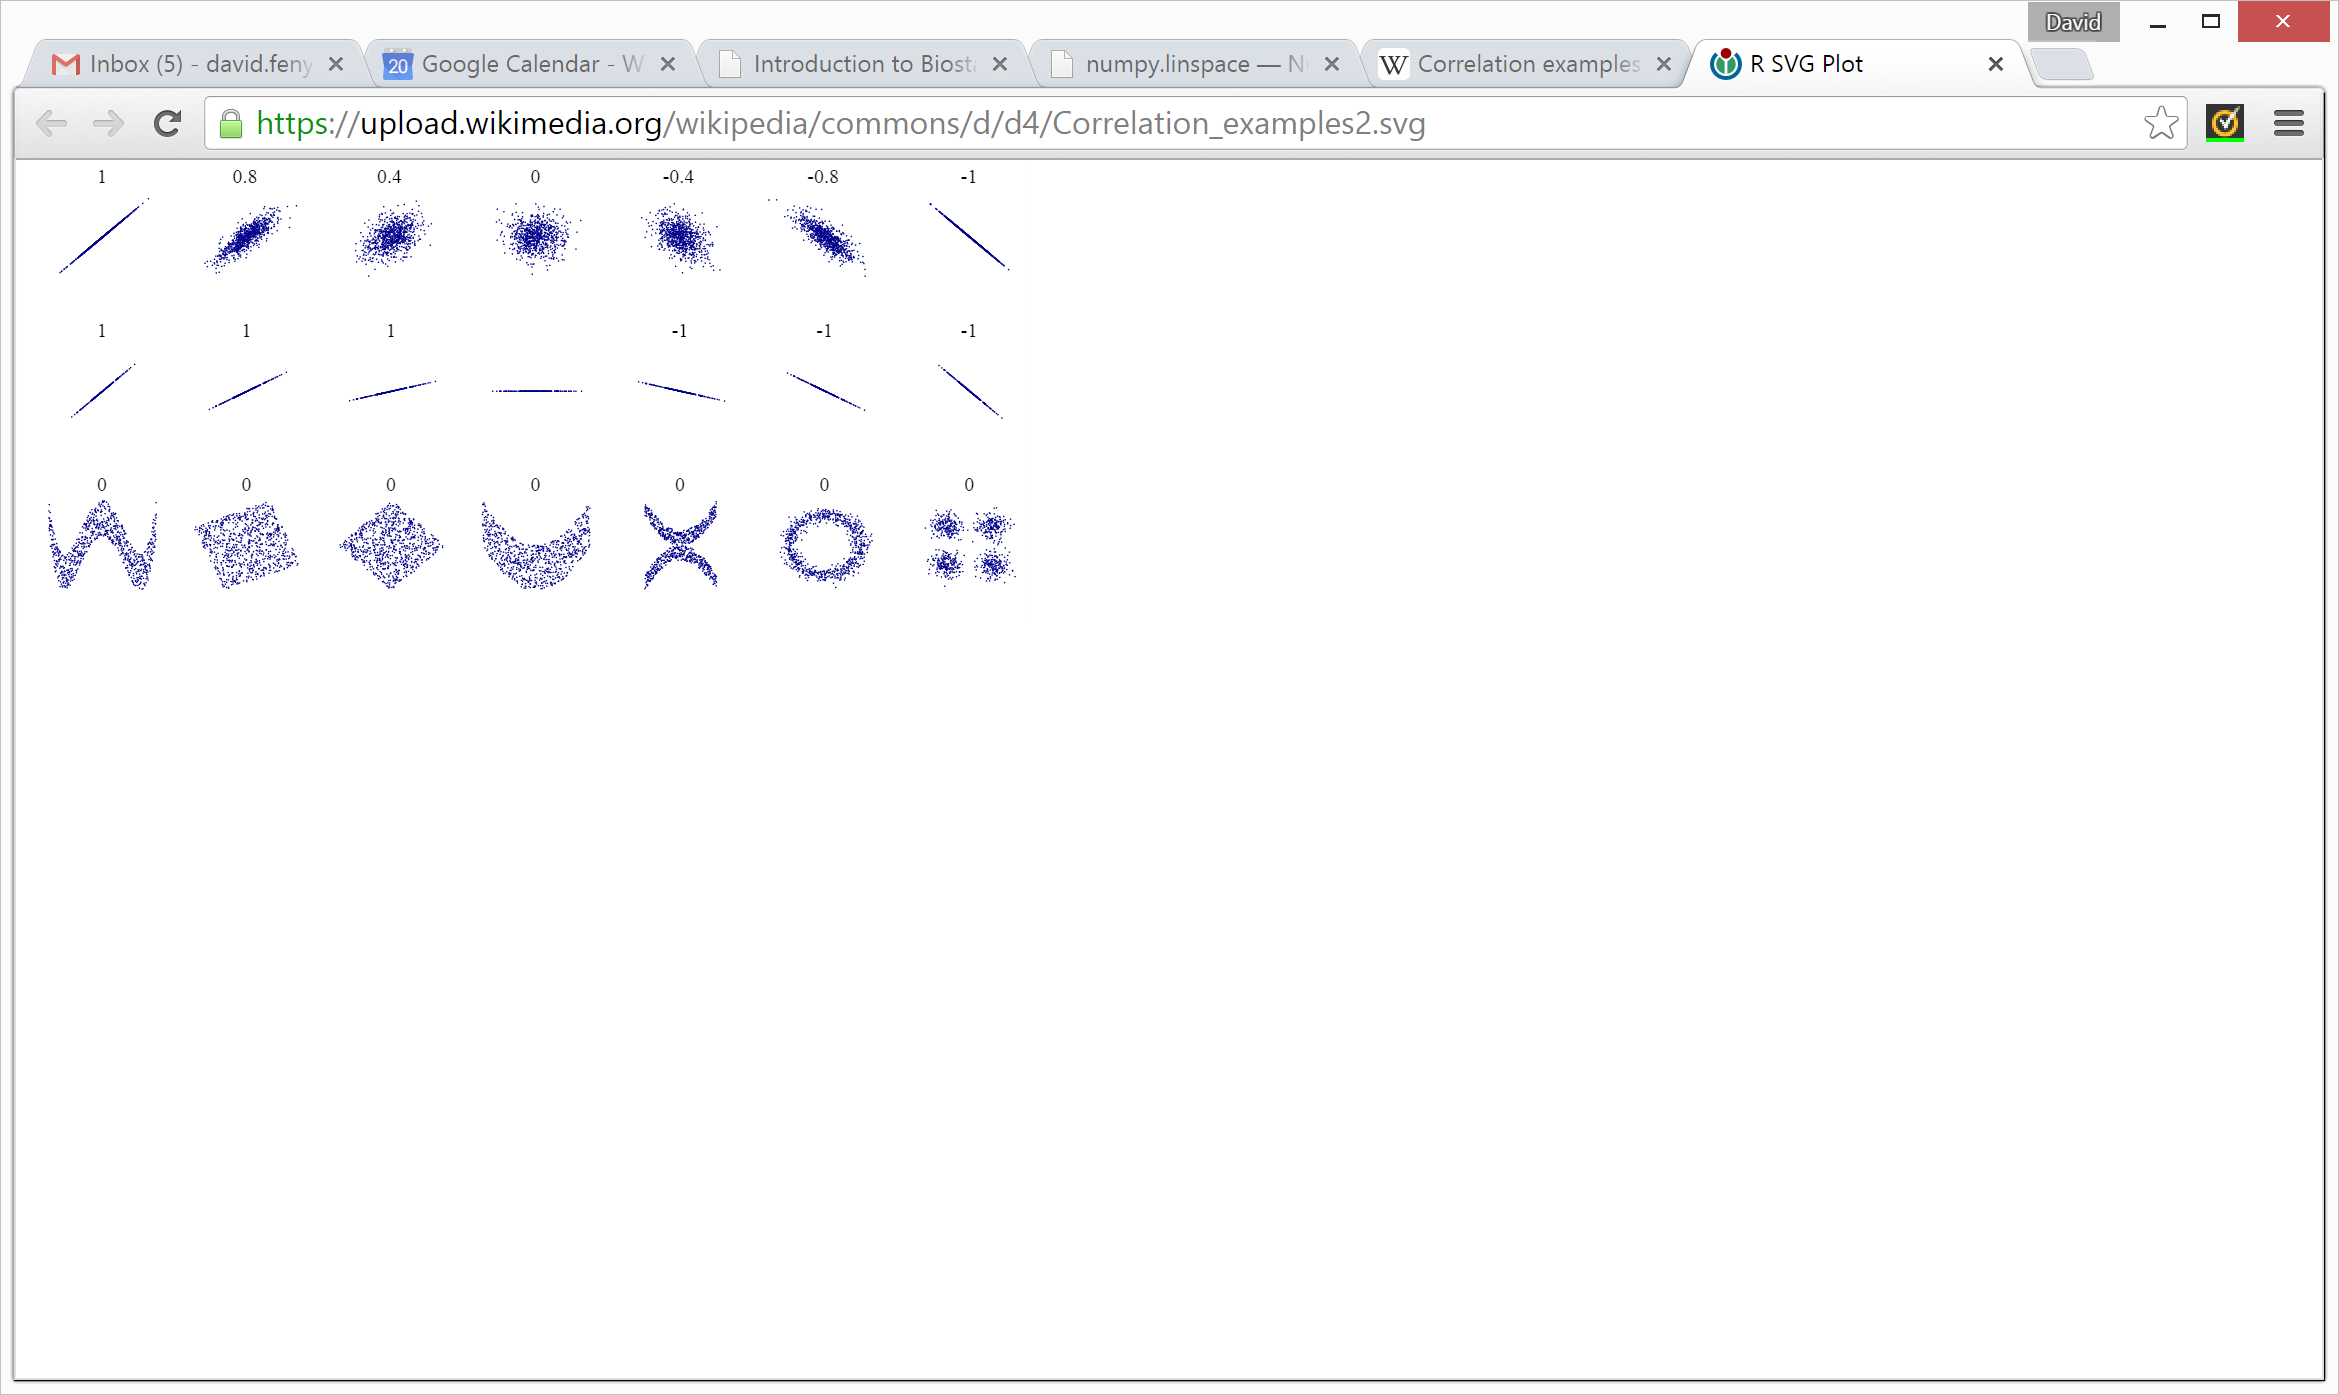 David
Inbox (5) - david.feny
20 Google Calendar - W
Introduction to Biost
numpy.linspace — N
W Correlation examples
R SVG Plot
https://upload.wikimedia.org/wikipedia/commons/d/d4/Correlation_examples2.svg
1 0.8 0.4 0 -0.4 -0.8 -1
1 1 1 -1 -1 -1
0 0 0 0 0 0 0